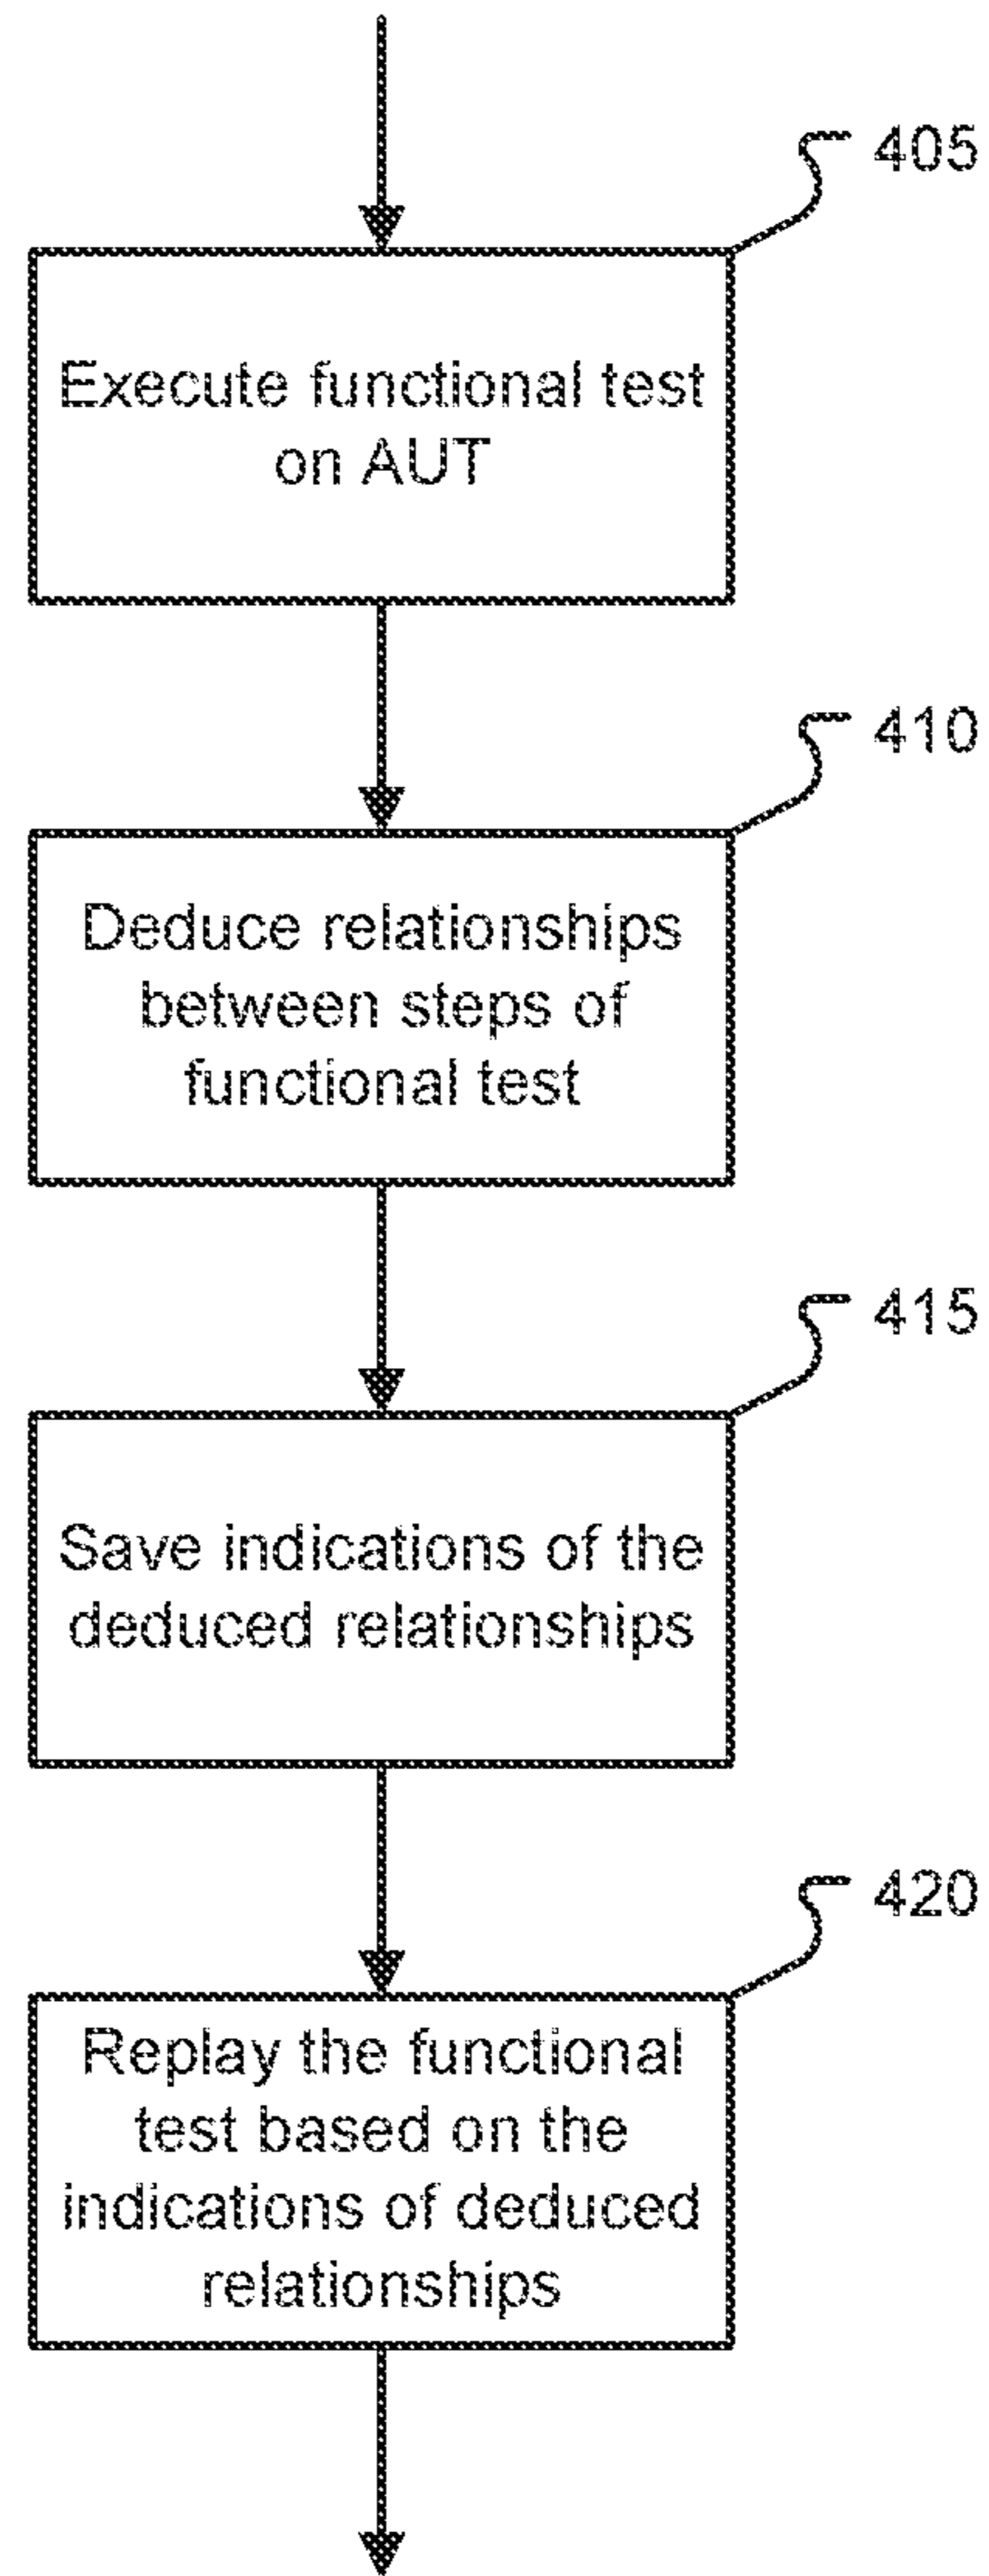 405
Execute functional test
on AUT
410
Deduce relationships
between steps of
functional test
415
Save indications of the
deduced relationships
420
Replay the functional
test based on the
indications of deduced
relationships